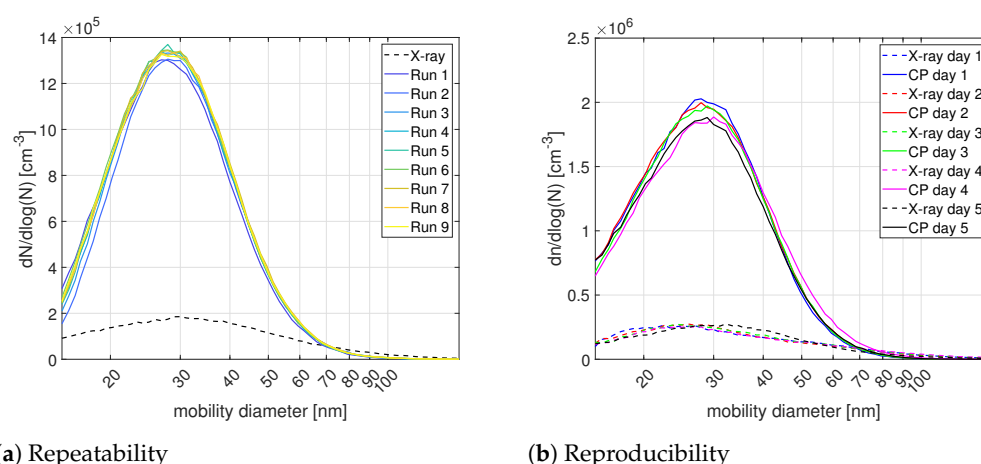 ×10⁵
14
12
10
8
6
4
2
0
dN/dlog(N) [cm⁻³]
20 30 40 50 60 70 80 90 100
mobility diameter [nm]
X-ray
Run 1
Run 2
Run 3
Run 4
Run 5
Run 6
Run 7
Run 8
Run 9
(a) Repeatability
×10⁶
2.5
2
1.5
1
0.5
0
dn/dlog(N) [cm⁻³]
20 30 40 50 60 70 80 90 100
mobility diameter [nm]
X-ray day 1
CP day 1
X-ray day 2
CP day 2
X-ray day 3
CP day 3
X-ray day 4
CP day 4
X-ray day 5
CP day 5
(b) Reproducibility